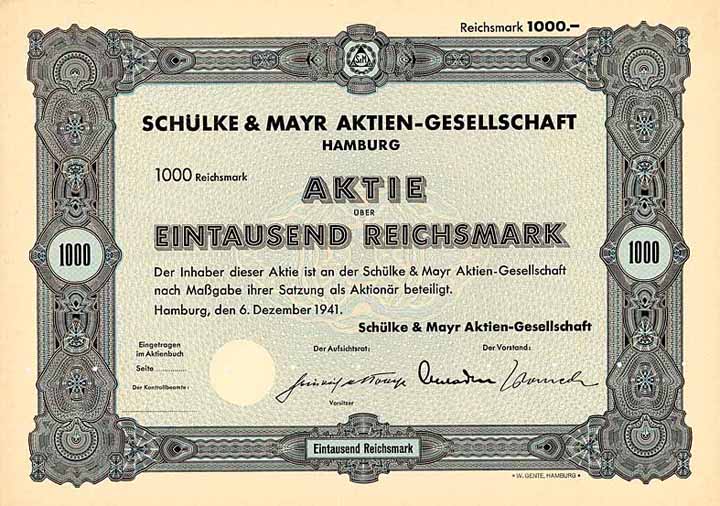 Reichsmark 1000.–
S&M
SCHÜLKE & MAYR AKTIEN-GESELLSCHAFT
HAMBURG
1000 Reichsmark
AKTIE
ÜBER
EINTAUSEND REICHSMARK
1000
1000
Der Inhaber dieser Aktie ist an der Schülke & Mayr Aktien-Gesellschaft
nach Maßgabe ihrer Satzung als Aktionär beteiligt.
Hamburg, den 6. Dezember 1941.
Schülke & Mayr Aktien-Gesellschaft
Eingetragen
im Aktienbuch
Seite
Der Kontrollbeamte:
Der Aufsichtsrat:
Der Vorstand:
Vorsitzer
Eintausend Reichsmark
* W. GENTE, HAMBURG *